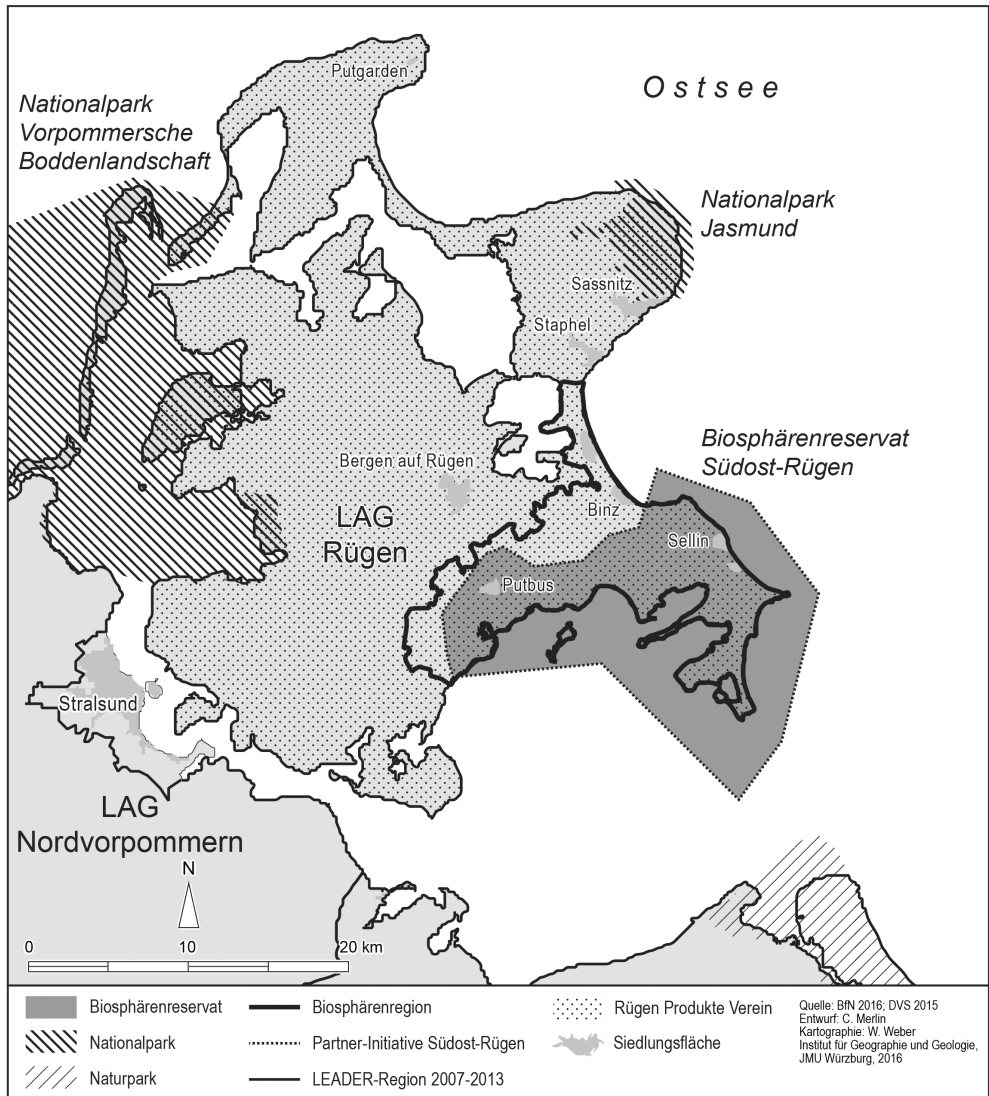 Putgarden
Ostsee
Nationalpark
Vorpommersche
Boddenlandschaft
Nationalpark
Jasmund
Sassnitz
Staphel
Biosphärenreservat
Südost-Rügen
Bergen auf Rügen
LAG
Rügen
Binz
Sellin
Putbus
Stralsund
LAG
Nordvorpommern
N
0 10 20 km
Biosphärenreservat
Nationalpark
Naturpark
Biosphärenregion
Partner-Initiative Südost-Rügen
LEADER-Region 2007-2013
Rügen Produkte Verein
Siedlungsfläche
Quelle: BfN 2016; DVS 2015
Entwurf: C. Merlin
Kartographie: W. Weber
Institut für Geographie und Geologie,
JMU Würzburg, 2016